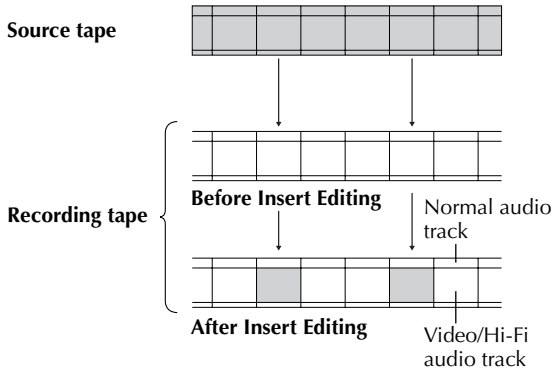 Source tape
Before Insert Editing
Recording tape
Normal audio
track
After Insert Editing
Video/Hi-Fi
audio track